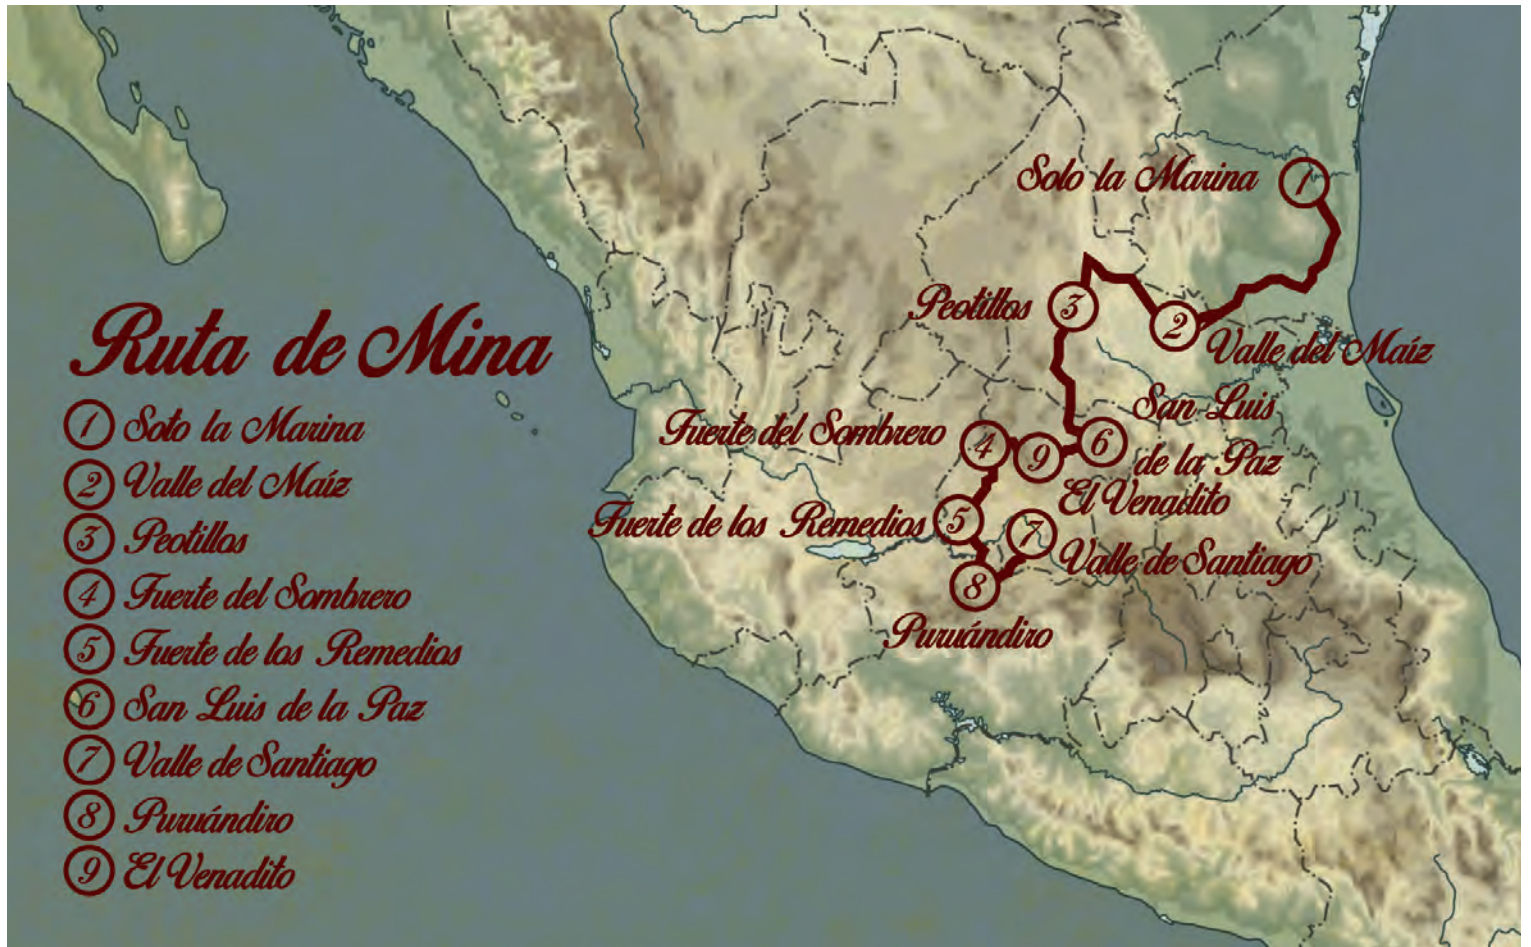 Ruta de Mina
1 Soto la Marina
2 Valle del Maíz
3 Peotillos
4 Fuerte del Sombrero
5 Fuerte de los Remedios
6 San Luis de la Paz
7 Valle de Santiago
8 Puruándiro
9 El Venadito
Solo la Marina 1
Peotillos 3
2
Valle del Maíz
San Luis
de la Paz
Fuerte del Sombrero 4
9
6
El Venadito
Fuerte de los Remedios 5
7
Valle de Santiago
8
Puruándiro